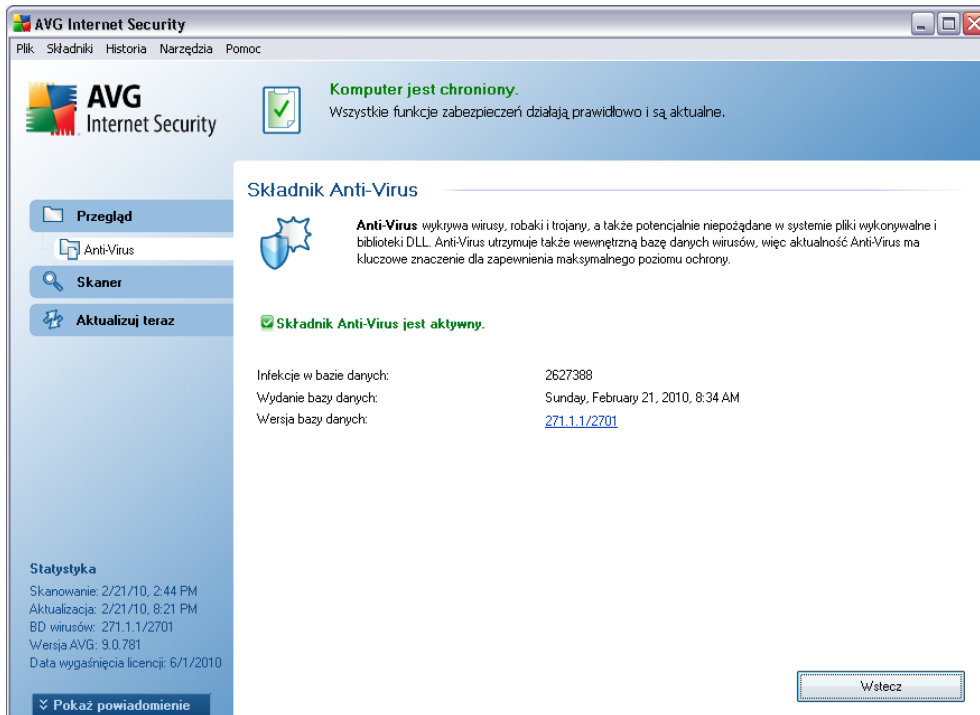 AVG Internet Security
Plik Składniki Historia Narzędzia Pomoc
AVG
Internet Security
Komputer jest chroniony.
Wszystkie funkcje zabezpieczeń działają prawidłowo i są aktualne.
Przegląd
Anti-Virus
Skaner
Aktualizuj teraz
Składnik Anti-Virus
Anti-Virus wykrywa wirusy, robaki i trojany, a także potencjalnie niepożądane w systemie pliki wykonywalne i
biblioteki DLL. Anti-Virus utrzymuje także wewnętrzną bazę danych wirusów, więc aktualność Anti-Virus ma
kluczowe znaczenie dla zapewnienia maksymalnego poziomu ochrony.
Składnik Anti-Virus jest aktywny.
Infekcje w bazie danych: 2627388
Wydanie bazy danych: Sunday, February 21, 2010, 8:34 AM
Wersja bazy danych: 271.1.1/2701
Statystyka
Skanowanie: 2/21/10, 2:44 PM
Aktualizacja: 2/21/10, 8:21 PM
BD wirusów: 271.1.1/2701
Wersja AVG: 9.0.781
Data wygaśnięcia licencji: 6/1/2010
Pokaż powiadomienie
Wstecz